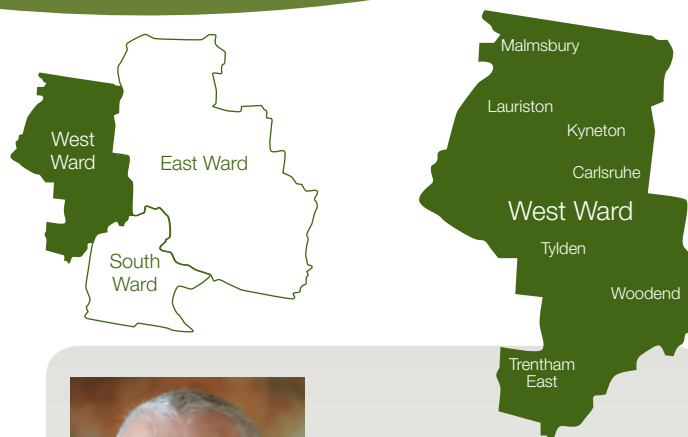 West
Ward
East Ward
South
Ward
Malmsbury
Lauriston
Kyneton
Carlsruhe
West Ward
Tylden
Woodend
Trentham
East